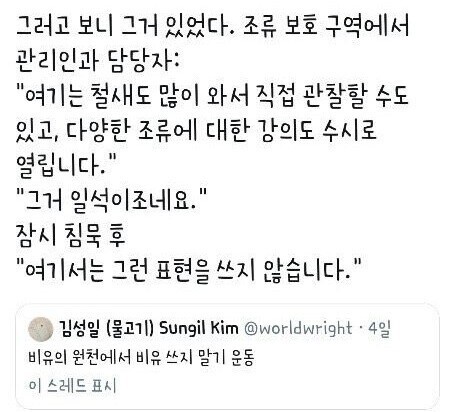 그러고 보니 그거 있었다. 조류 보호 구역에서
관리인과 담당자:
"여기는 철새도 많이 와서 직접 관찰할 수도
있고, 다양한 조류에 대한 강의도 수시로
열립니다."
"그거 일석이조네요."
잠시 침묵 후
"여기서는 그런 표현을 쓰지 않습니다."
김성일 (물고기) Sungil Kim @worldwright · 4일
비유의 원천에서 비유 쓰지 말기 운동
이 스레드 표시